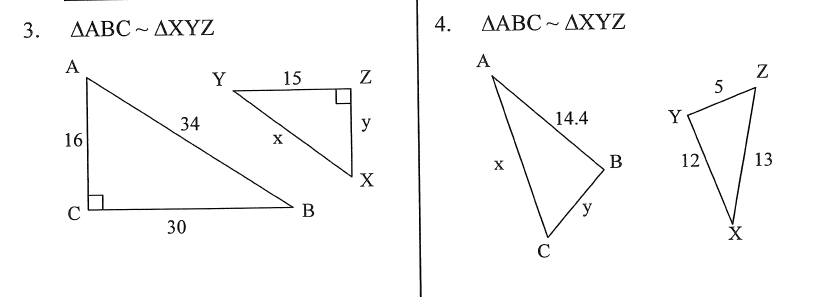 3. ΔABC ~ ΔXYZ
A
Y
15
Z
16
34
x
y
X
C
B
30
4. ΔABC ~ ΔXYZ
A
14.4
x
B
y
C
Z
5
Y
12
13
X